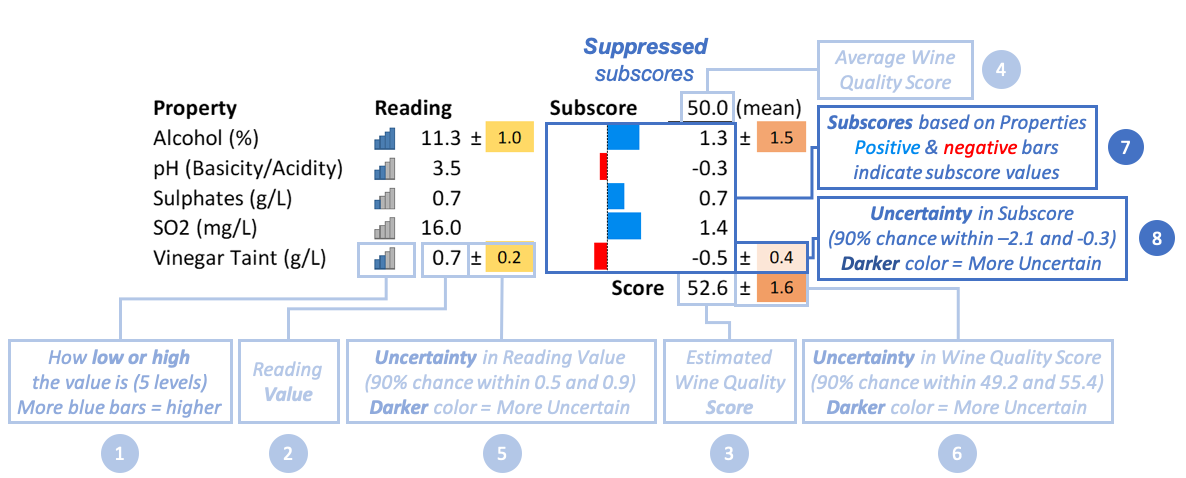 Suppressed
subscores
Average Wine
Quality Score
4
Property Reading Subscore 50.0 (mean)
Alcohol (%) 11.3 ± 1.0 1.3 ± 1.5
pH (Basicity/Acidity) 3.5 -0.3
Sulphates (g/L) 0.7 0.7
SO2 (mg/L) 16.0 1.4
Vinegar Taint (g/L) 0.7 ± 0.2 -0.5 ± 0.4
Score 52.6 ± 1.6
Subscores based on Properties
Positive & negative bars
indicate subscore values
7
Uncertainty in Subscore
(90% chance within –2.1 and -0.3)
Darker color = More Uncertain
8
How low or high
the value is (5 levels)
More blue bars = higher
1
Reading
Value
2
Uncertainty in Reading Value
(90% chance within 0.5 and 0.9)
Darker color = More Uncertain
5
Estimated
Wine Quality
Score
3
Uncertainty in Wine Quality Score
(90% chance within 49.2 and 55.4)
Darker color = More Uncertain
6